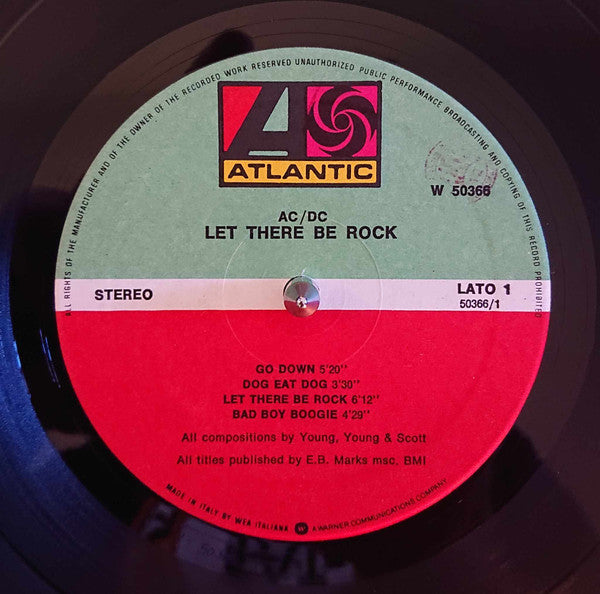 ALL RIGHTS OF THE MANUFACTURER AND OF THE OWNER OF THE RECORDED WORK RESERVED UNAUTHORIZED PUBLIC PERFORMANCE BROADCASTING AND COPYING OF THIS RECORD PROHIBITED
ATLANTIC
W 50366
AC/DC
LET THERE BE ROCK
STEREO
LATO 1
50366/1
GO DOWN 5'20''
DOG EAT DOG 3'30''
LET THERE BE ROCK 6'12''
BAD BOY BOOGIE 4'29''
All compositions by Young, Young & Scott
All titles published by E.B. Marks msc. BMI
MADE IN ITALY BY WEA ITALIANA W A WARNER COMMUNICATIONS COMPANY